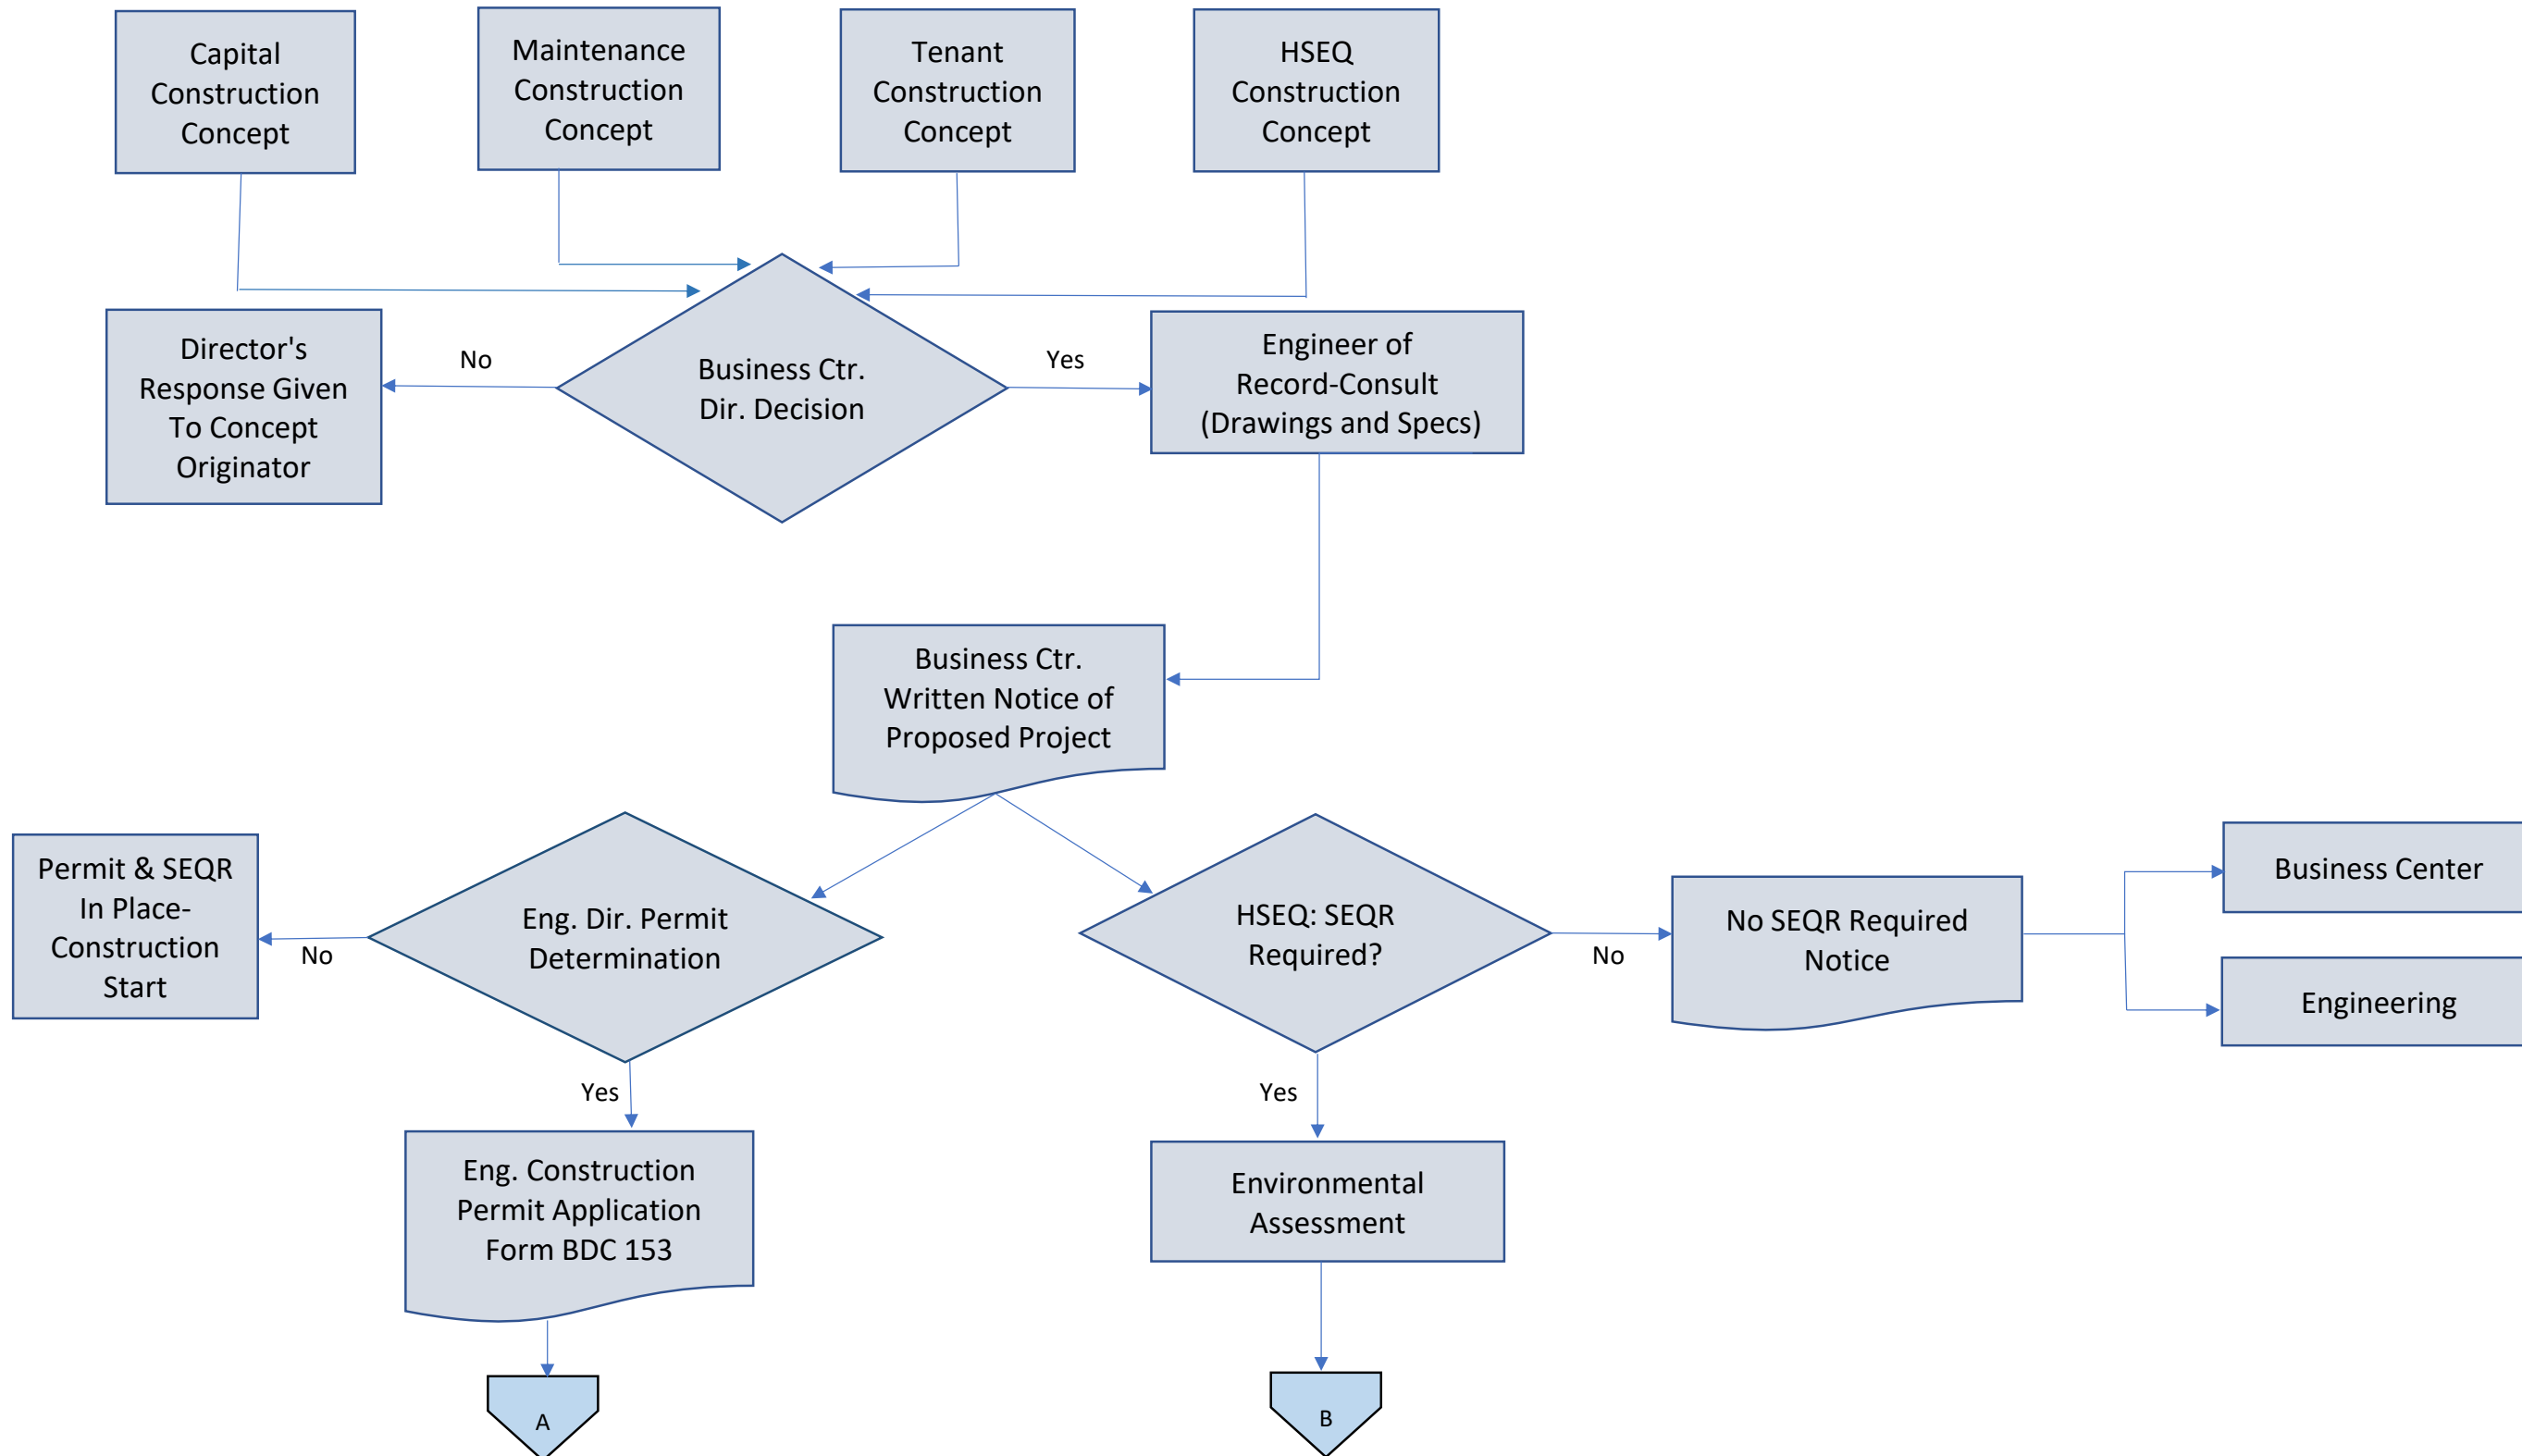 Capital
Construction
Concept
Maintenance
Construction
Concept
Tenant
Construction
Concept
HSEQ
Construction
Concept
Director's
Response Given
To Concept
Originator
No
Business Ctr.
Dir. Decision
Yes
Engineer of
Record-Consult
(Drawings and Specs)
Business Ctr.
Written Notice of
Proposed Project
Permit & SEQR
In Place-
Construction
Start
No
Eng. Dir. Permit
Determination
HSEQ: SEQR
Required?
No
No SEQR Required
Notice
Business Center
Engineering
Yes
Yes
Eng. Construction
Permit Application
Form BDC 153
Environmental
Assessment
A
B